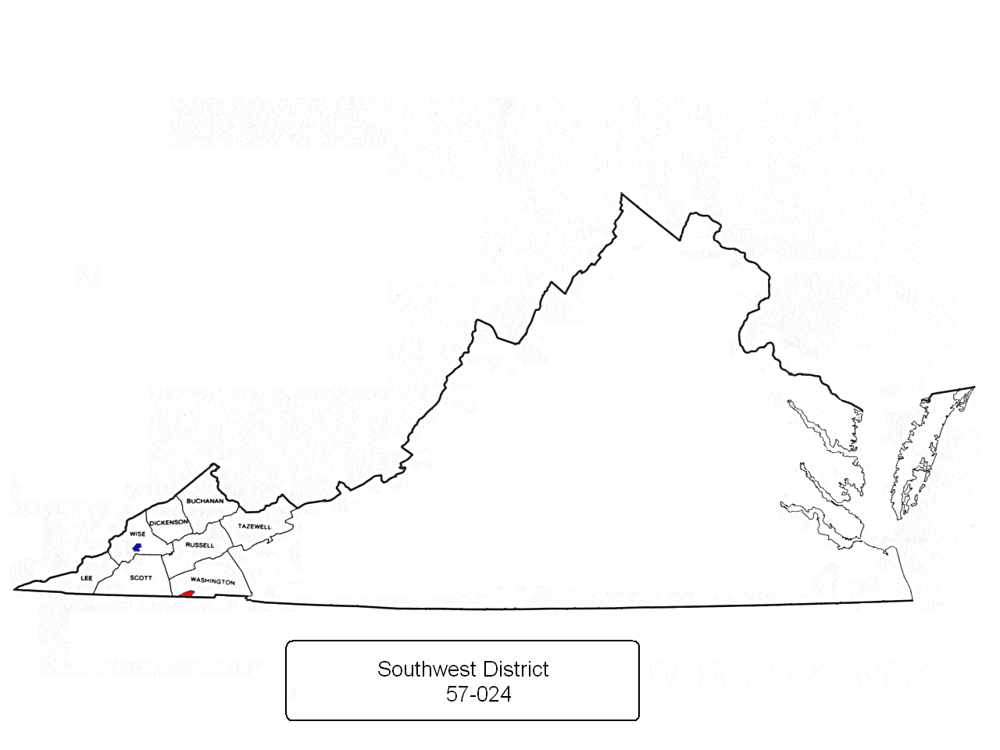 BUCHANAN
DICKENSON
TAZEWELL
WISE
RUSSELL
LEE
SCOTT
WASHINGTON
Southwest District
57-024